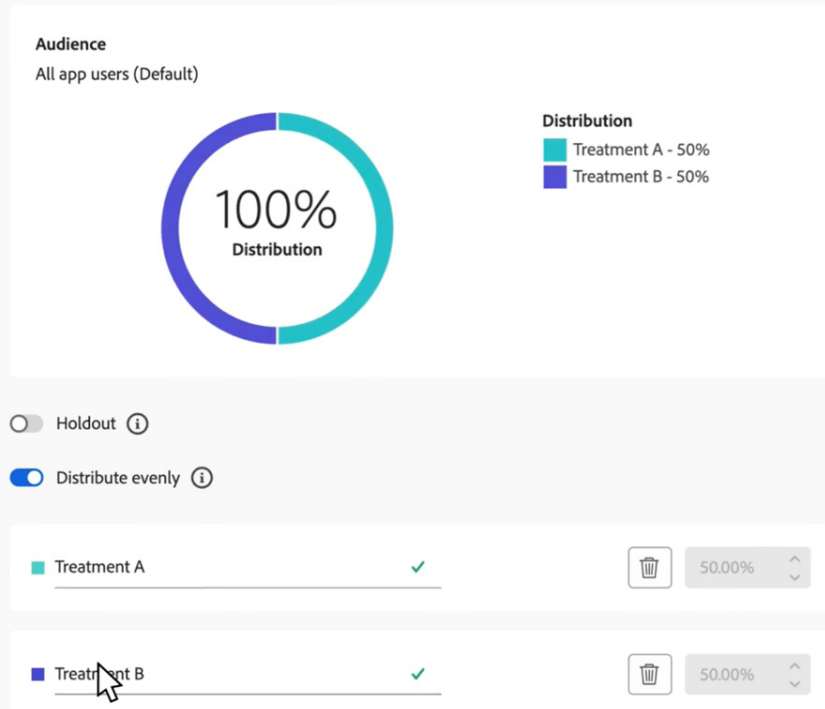 Audience
All app users (Default)
100%
Distribution
Distribution
Treatment A - 50%
Treatment B - 50%
Holdout
Distribute evenly
Treatment A
50.00%
Treatment B
50.00%